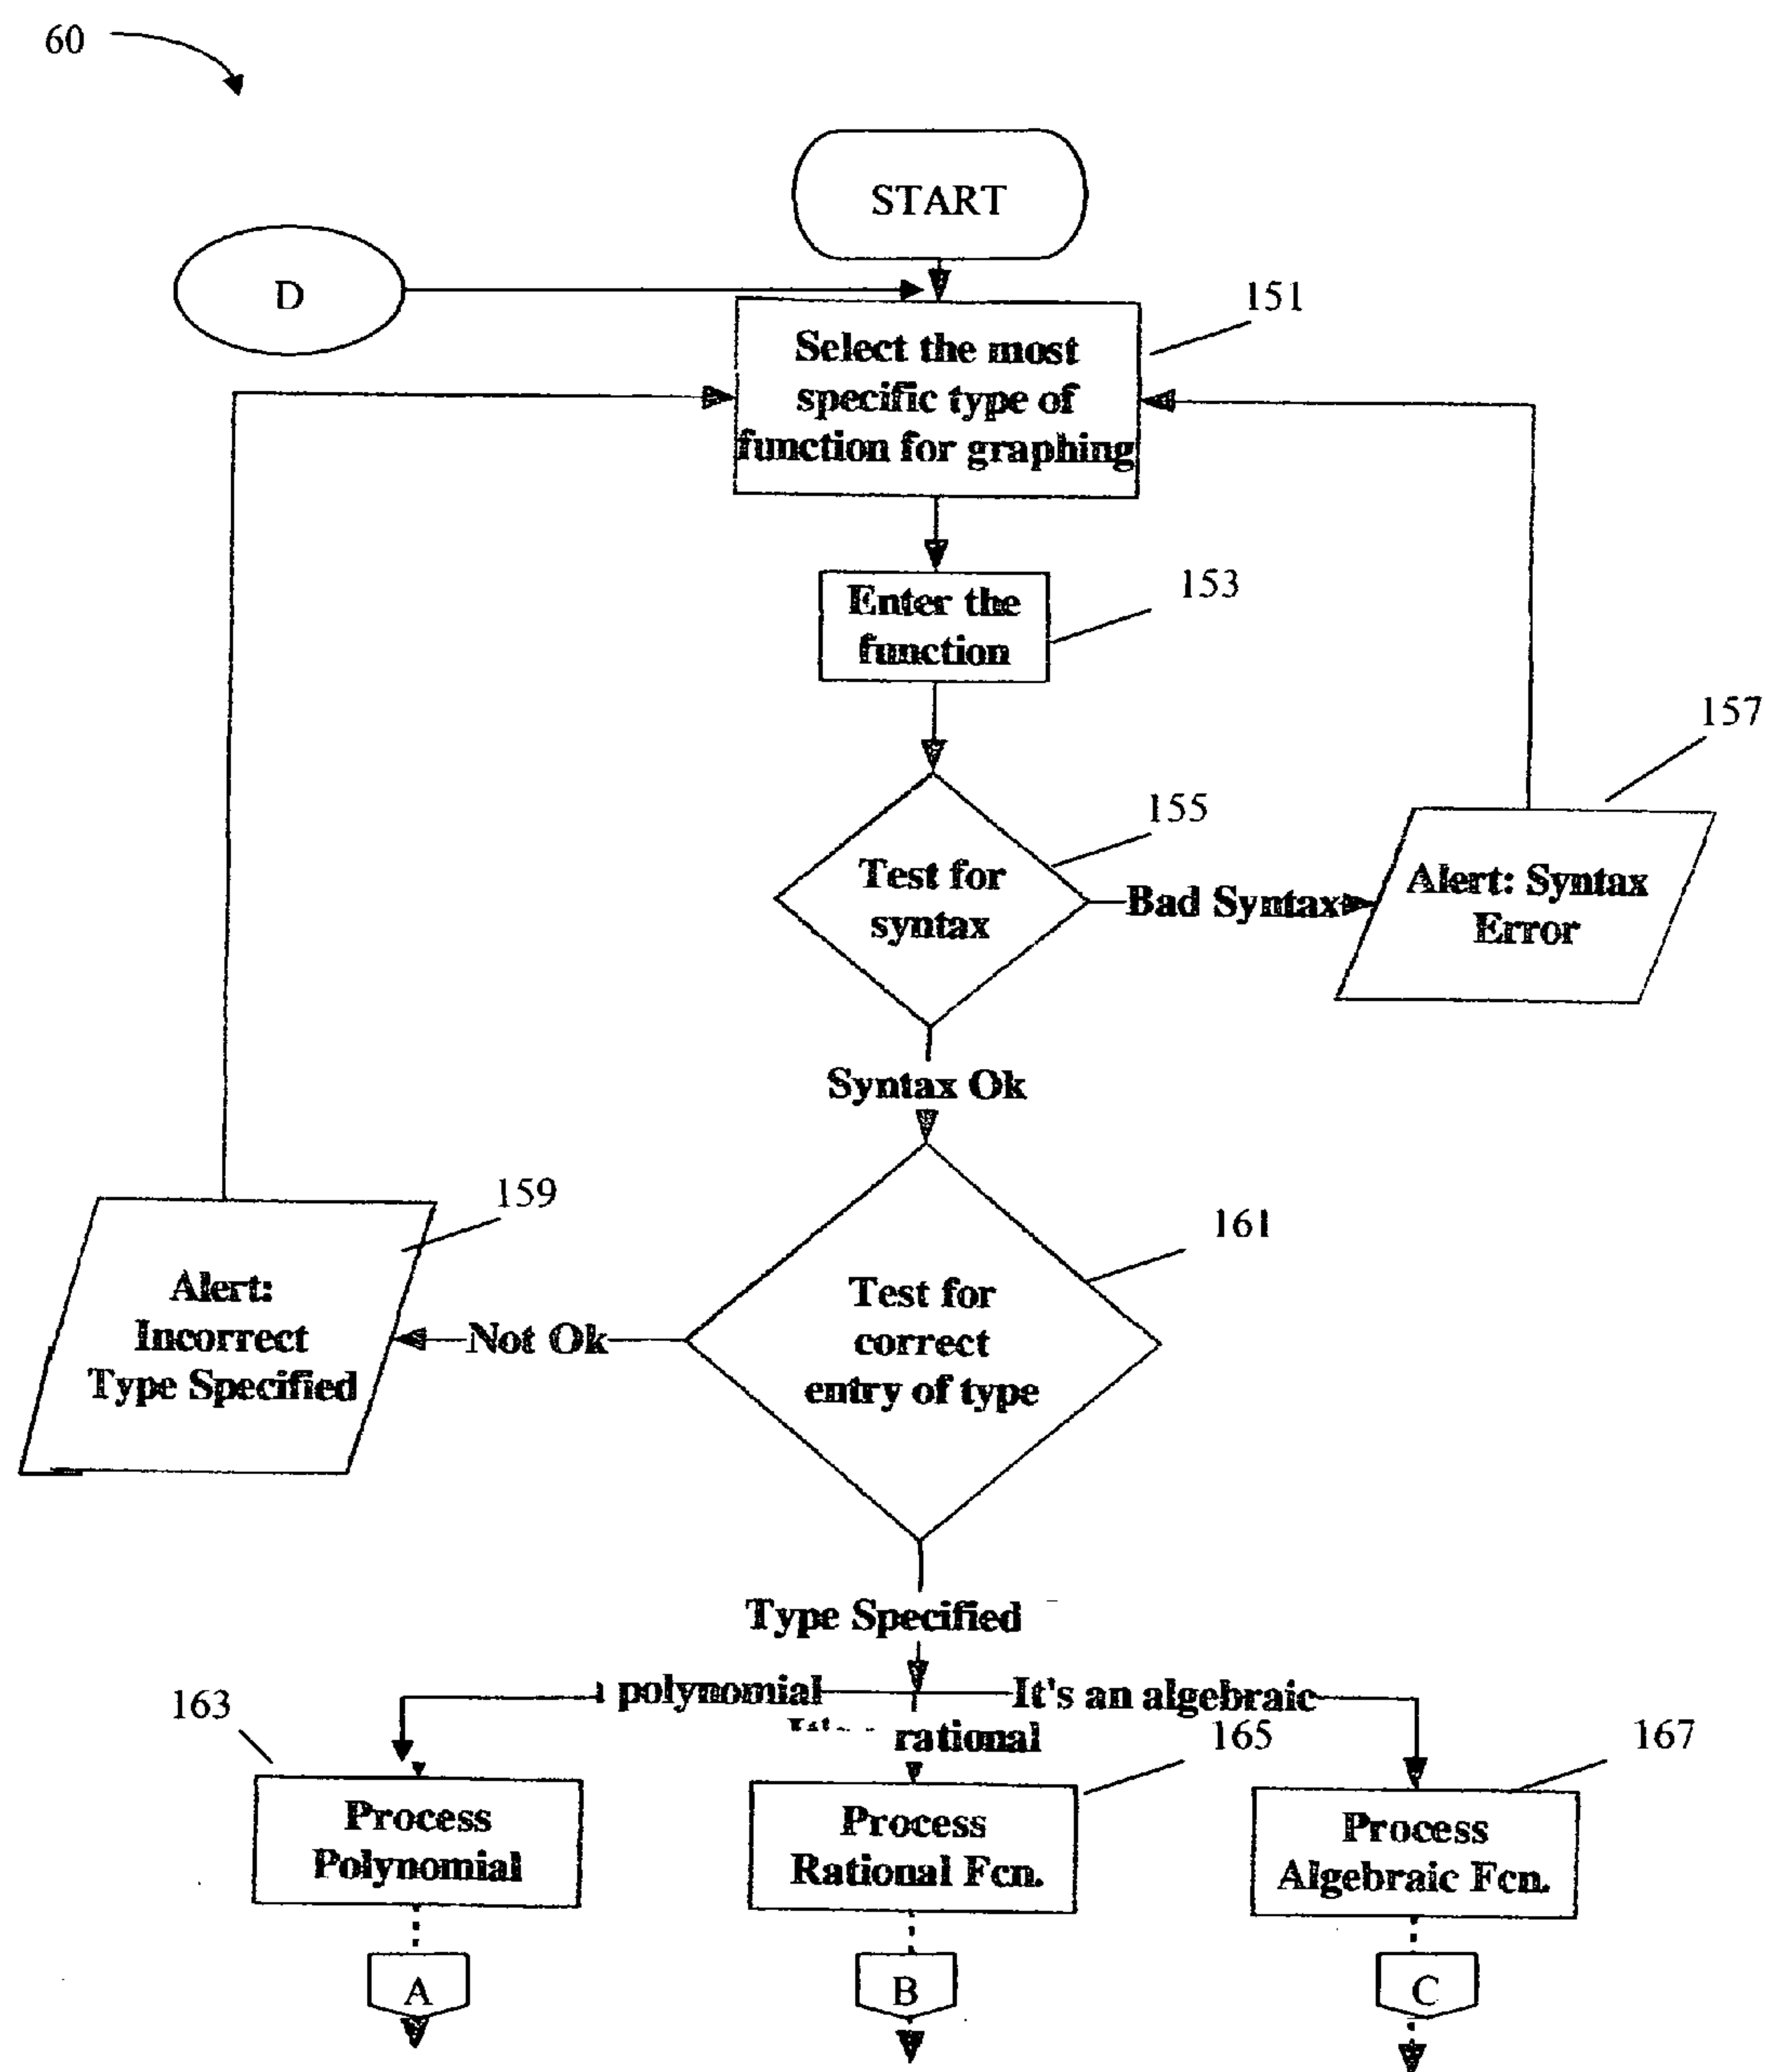 60
START
D
151
Select the most
specific type of
function for graphing
153
Enter the
function
157
155
Test for
syntax
Bad Syntax
Alert: Syntax
Error
Syntax Ok
159
161
Alert:
Incorrect
Type Specified
Not Ok
Test for
correct
entry of type
Type Specified
163
polynomial
It's an algebraic
rational
165
167
Process
Polynomial
Process
Rational Fcn.
Process
Algebraic Fcn.
A
B
C